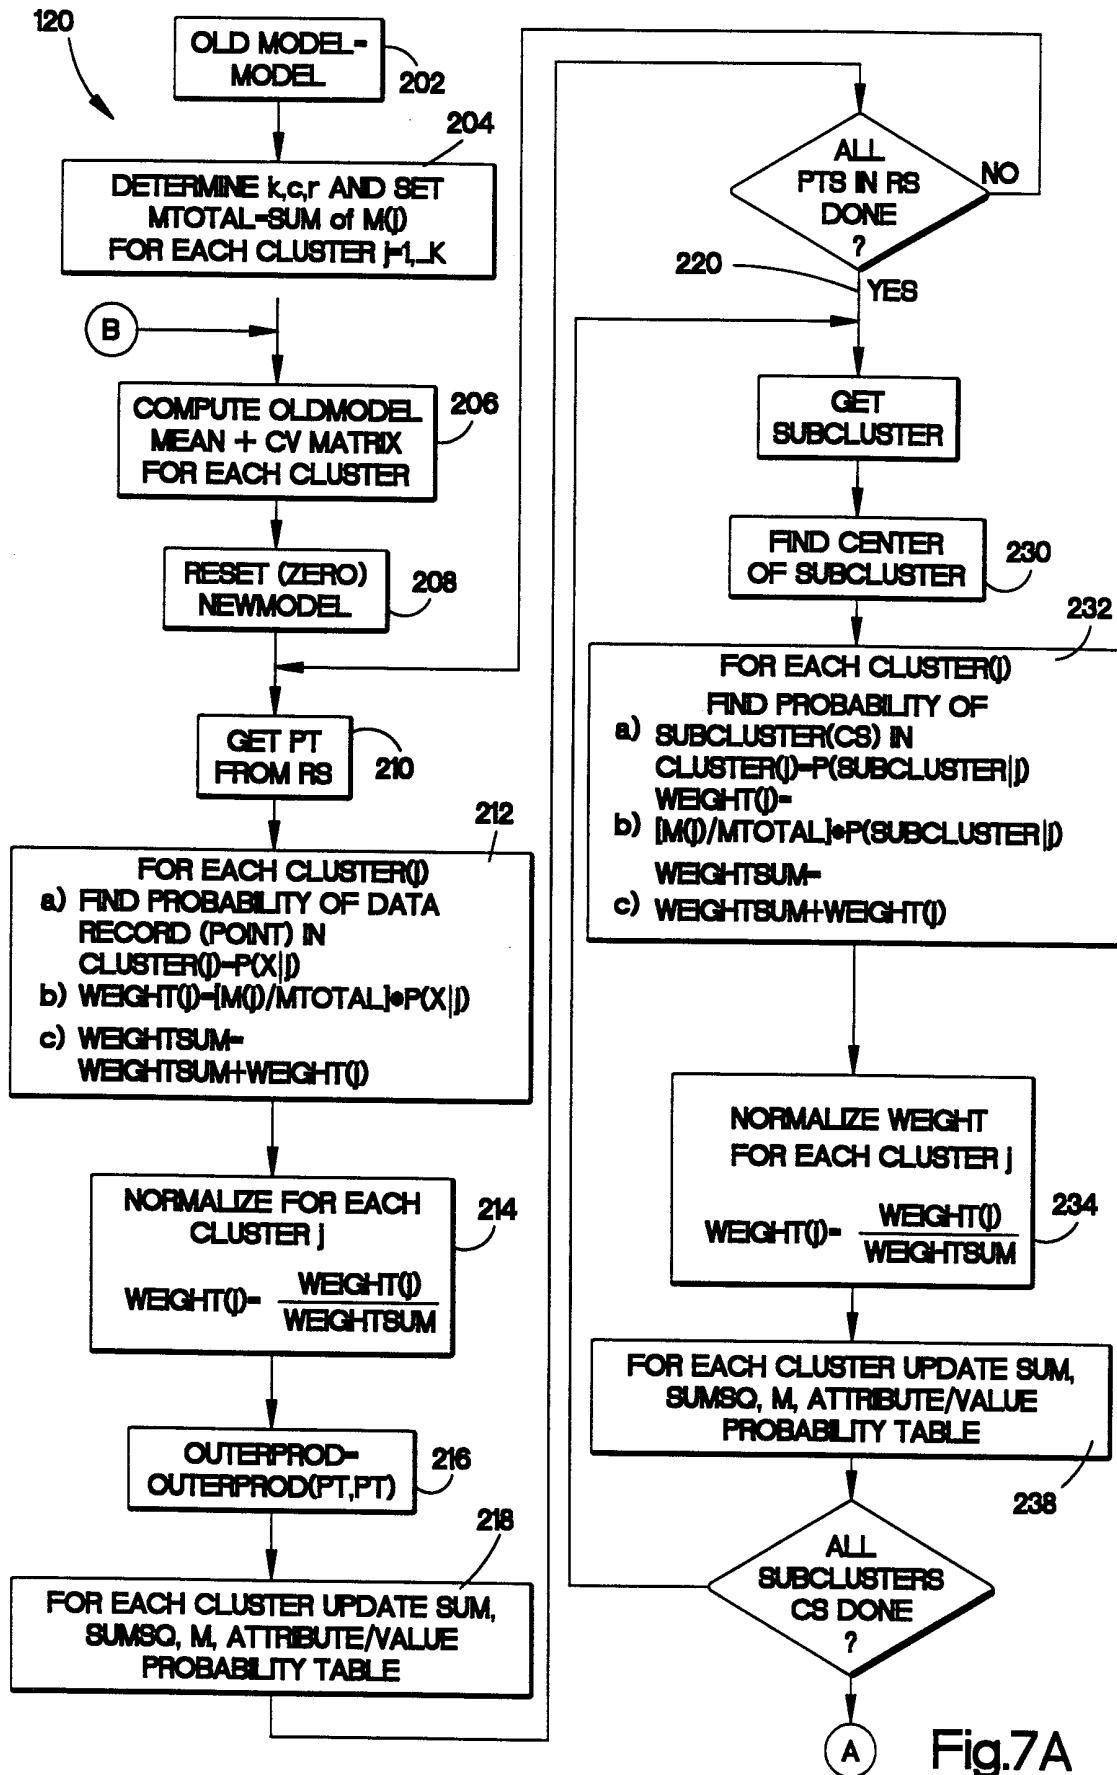 120
OLD MODEL=
MODEL
202
204
DETERMINE k,c,r AND SET
MTOTAL=SUM of M(j)
FOR EACH CLUSTER j=1,..K
B
COMPUTE OLDMODEL
MEAN + CV MATRIX
FOR EACH CLUSTER
206
RESET (ZERO)
NEWMODEL
208
GET PT
FROM RS
210
212
FOR EACH CLUSTER(j)
a) FIND PROBABILITY OF DATA
RECORD (POINT) IN
CLUSTER(j)=P(X|j)
b) WEIGHT(j)=[M(j)/MTOTAL]•P(X|j)
c) WEIGHTSUM=
WEIGHTSUM+WEIGHT(j)
NORMALIZE FOR EACH
CLUSTER j
214
WEIGHT(j)= WEIGHT(j)
WEIGHTSUM
OUTERPROD=
OUTERPROD(PT,PT)
216
218
FOR EACH CLUSTER UPDATE SUM,
SUMSQ, M, ATTRIBUTE/VALUE
PROBABILITY TABLE
ALL
PTS IN RS
DONE
?
NO
220
YES
GET
SUBCLUSTER
FIND CENTER
OF SUBCLUSTER
230
232
FOR EACH CLUSTER(j)
FIND PROBABILITY OF
a) SUBCLUSTER(CS) IN
CLUSTER(j)=P(SUBCLUSTER|j)
WEIGHT(j)=
b) [M(j)/MTOTAL]•P(SUBCLUSTER|j)
WEIGHTSUM=
c) WEIGHTSUM+WEIGHT(j)
NORMALIZE WEIGHT
FOR EACH CLUSTER j
WEIGHT(j)= WEIGHT(j)
WEIGHTSUM
234
FOR EACH CLUSTER UPDATE SUM,
SUMSQ, M, ATTRIBUTE/VALUE
PROBABILITY TABLE
238
ALL
SUBCLUSTERS
CS DONE
?
A
Fig.7A